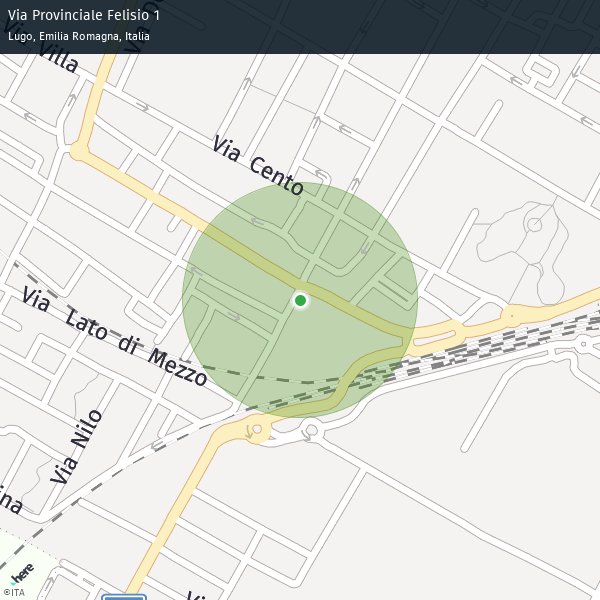 Via Provinciale Felisio 1
Lugo, Emilia Romagna, Italia
Via Villa
Via Cento
Via Lato di Mezzo
Via Nilo
ina
here
©ITA